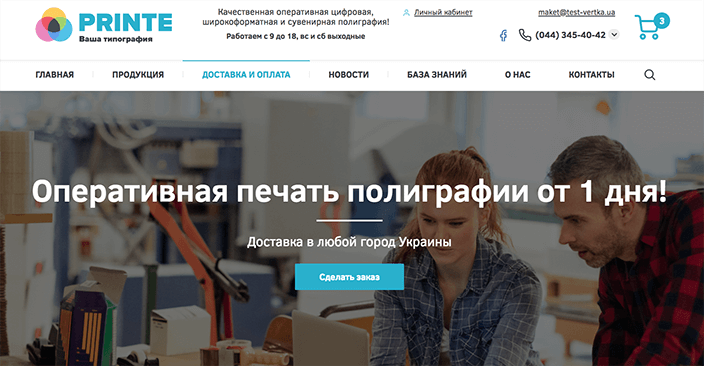 PRINTE
Ваша типография
Качественная оперативная цифровая,
широкоформатная и сувенирная полиграфия!
Работаем с 9 до 18, вс и сб выходные
Личный кабинет
maket@test-vertka.ua
(044) 345-40-42
3
ГЛАВНАЯ
ПРОДУКЦИЯ
ДОСТАВКА И ОПЛАТА
НОВОСТИ
БАЗА ЗНАНИЙ
О НАС
КОНТАКТЫ
Оперативная печать полиграфии от 1 дня!
Доставка в любой город Украины
Сделать заказ